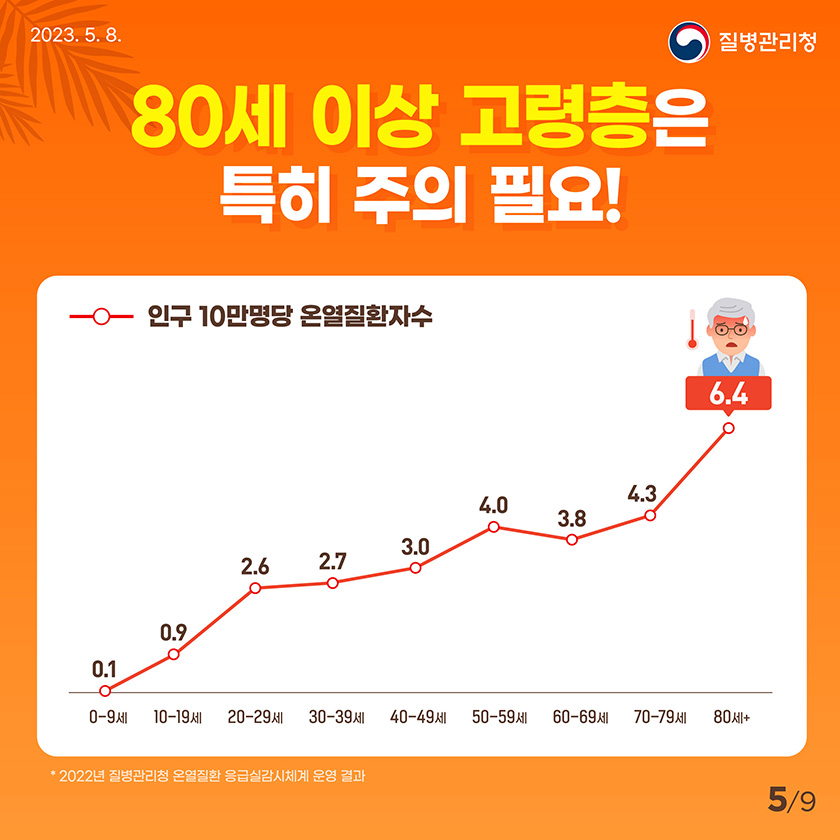 2023. 5. 8.
질병관리청
80세 이상 고령층은
특히 주의 필요!
인구 10만명당 온열질환자수
6.4
4.3
4.0
3.8
3.0
2.7
2.6
0.9
0.1
0-9세 10-19세 20-29세 30-39세 40-49세 50-59세 60-69세 70-79세 80세+
* 2022년 질병관리청 온열질환 응급실감시체계 운영 결과
5/9